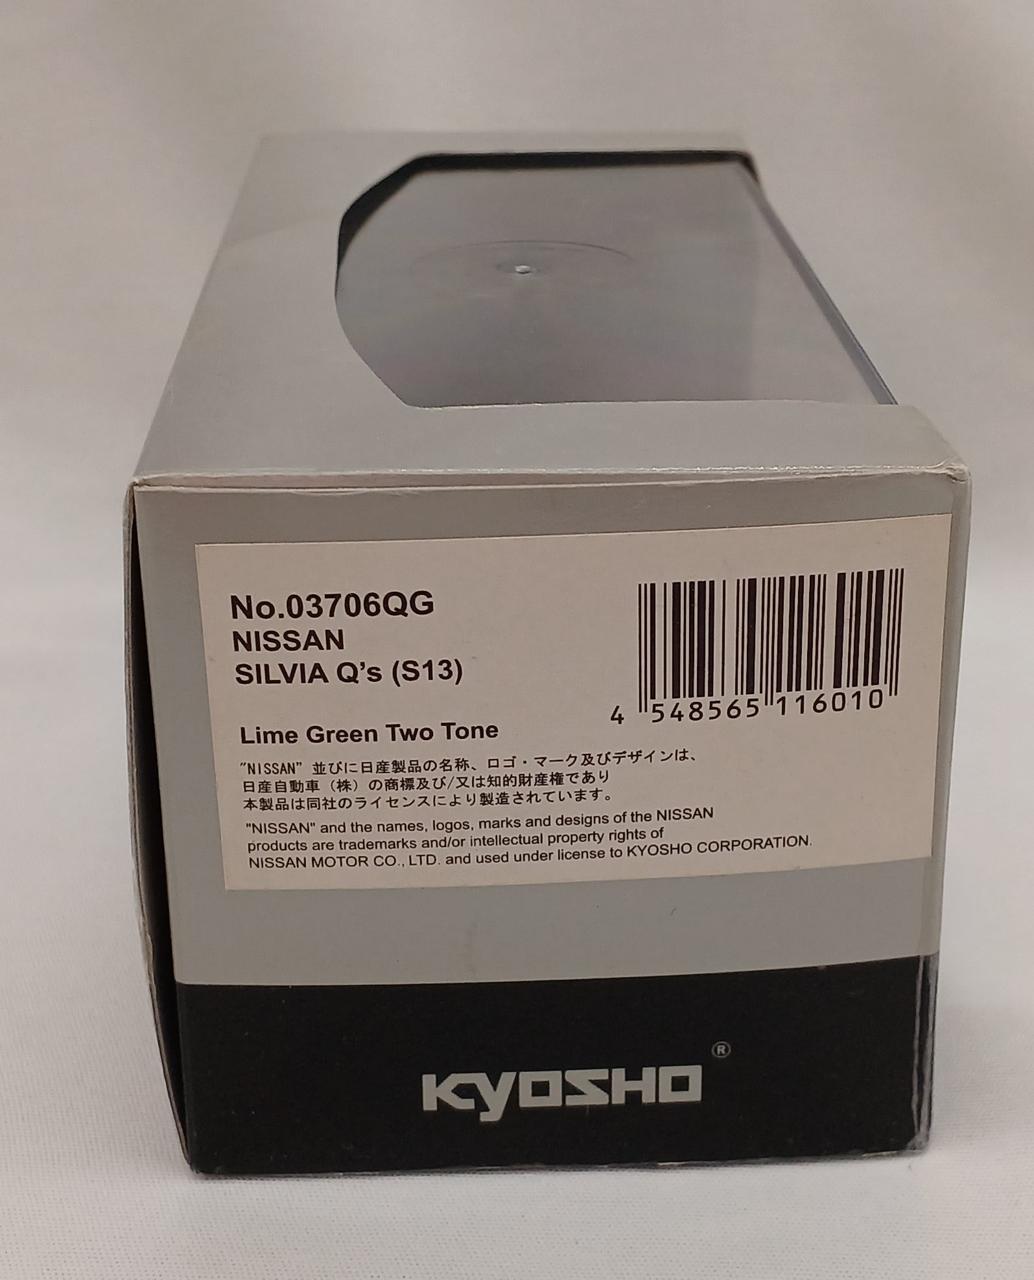 No.03706QG
NISSAN
SILVIA Q's (S13)
Lime Green Two Tone
4 548565 116010
"NISSAN" 並びに日産製品の名称、ロゴ・マーク及びデザインは、
日産自動車（株）の商標及び/又は知的財産権であり
本製品は同社のライセンスにより製造されています。
"NISSAN" and the names, logos, marks and designs of the NISSAN
products are trademarks and/or intellectual property rights of
NISSAN MOTOR CO., LTD. and used under license to KYOSHO CORPORATION.
KYOSHO®